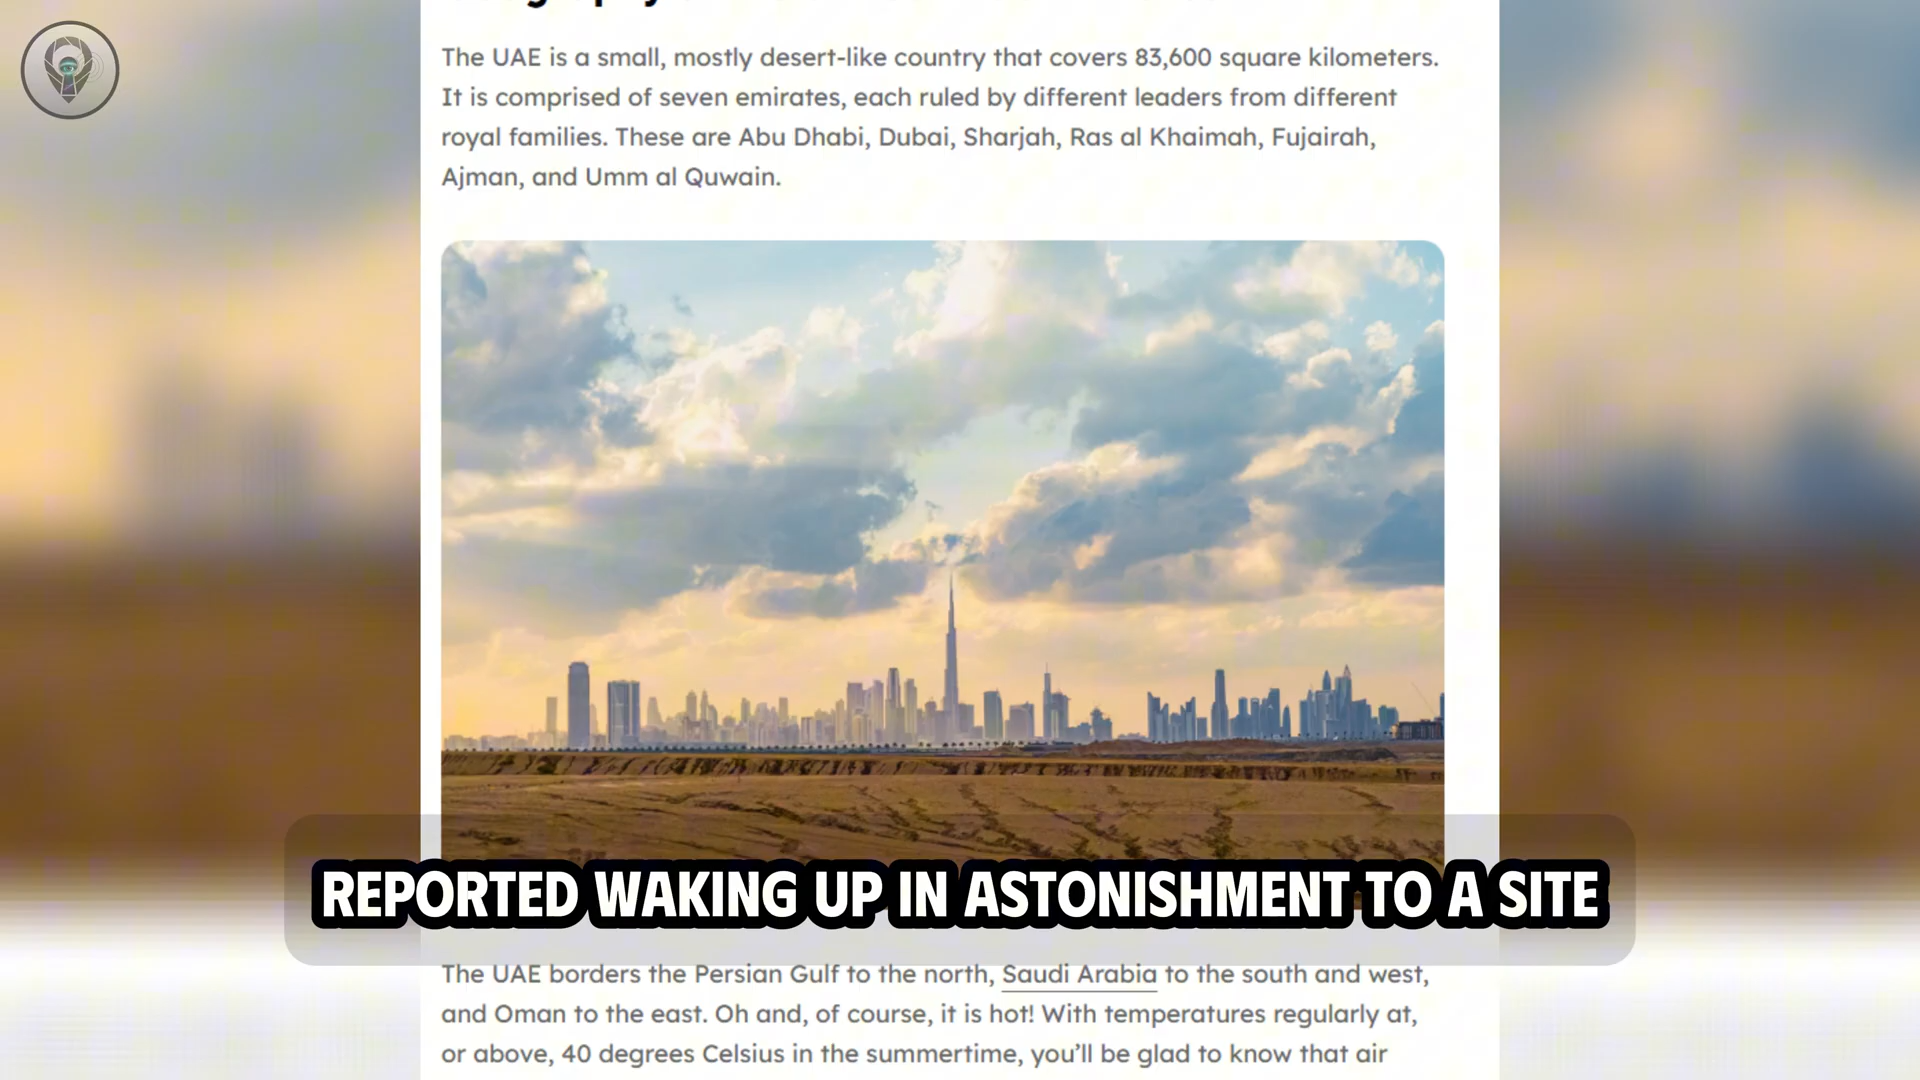 The UAE is a small, mostly desert-like country that covers 83,600 square kilometers.
It is comprised of seven emirates, each ruled by different leaders from different
royal families. These are Abu Dhabi, Dubai, Sharjah, Ras al Khaimah, Fujairah,
Ajman, and Umm al Quwain.
REPORTED WAKING UP IN ASTONISHMENT TO A SITE
The UAE borders the Persian Gulf to the north, Saudi Arabia to the south and west,
and Oman to the east. Oh and, of course, it is hot! With temperatures regularly at,
or above, 40 degrees Celsius in the summertime, you’ll be glad to know that air